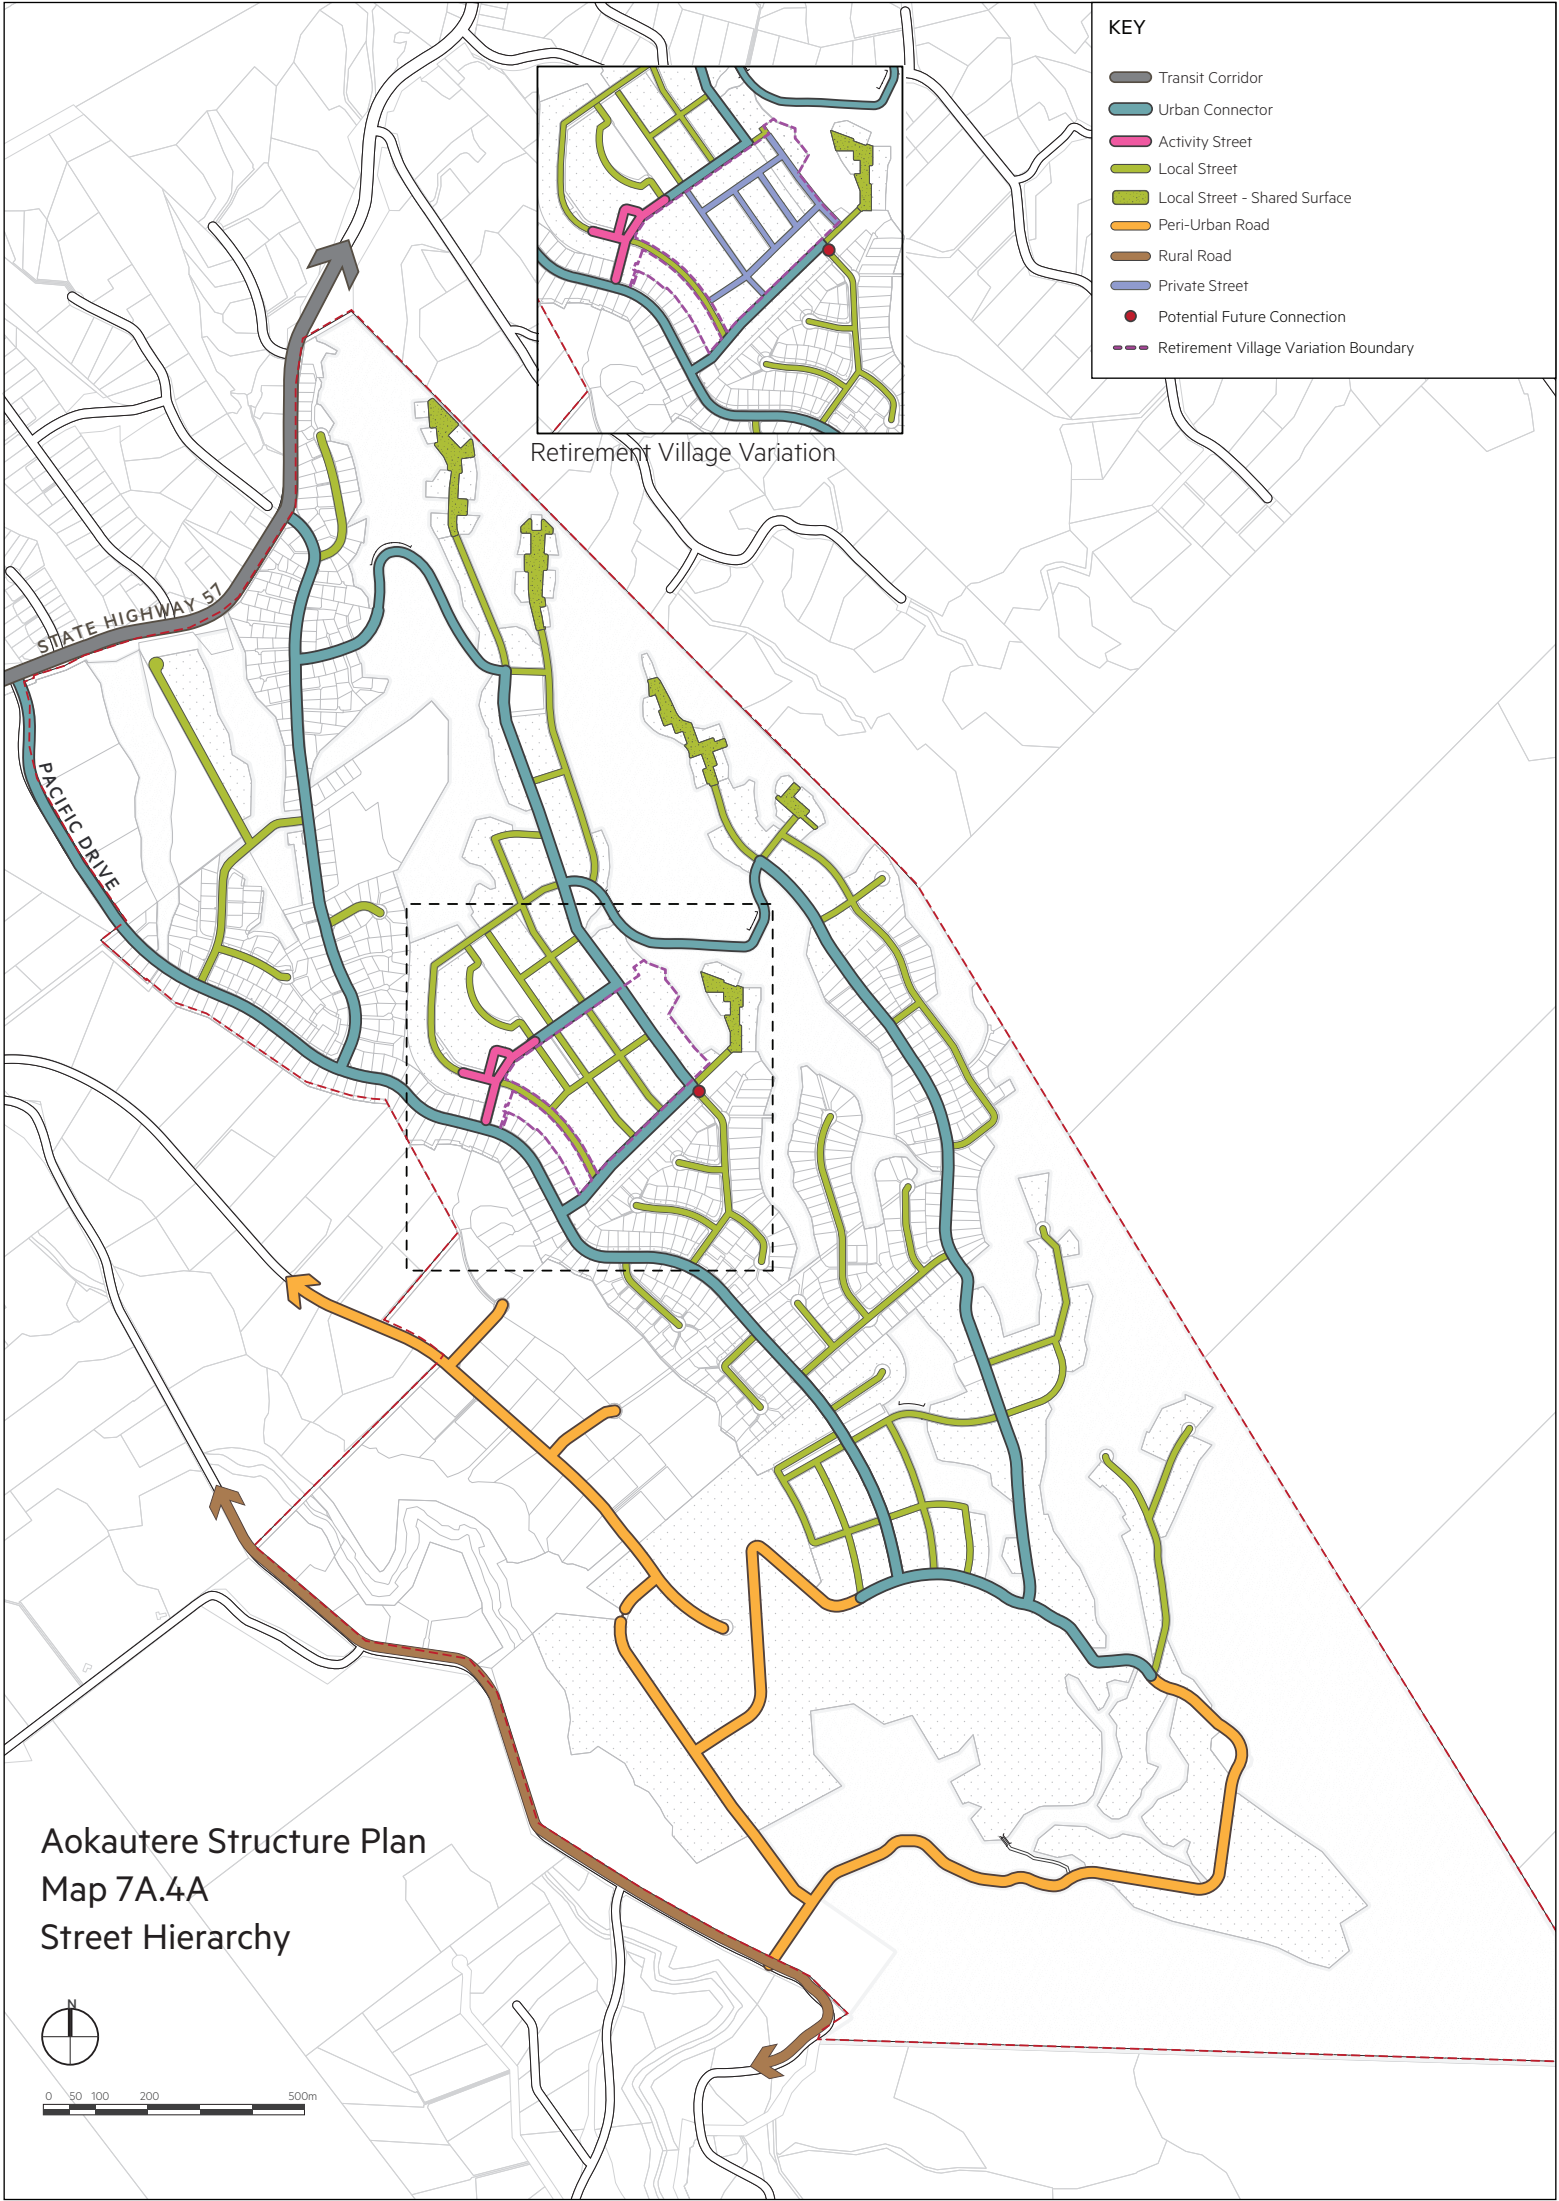 KEY
Transit Corridor
Urban Connector
Activity Street
Local Street
Local Street - Shared Surface
Peri-Urban Road
Rural Road
Private Street
Potential Future Connection
Retirement Village Variation Boundary
Retirement Village Variation
STATE HIGHWAY 57
PACIFIC DRIVE
Aokautere Structure Plan
Map 7A.4A
Street Hierarchy
N
0 50 100 200 500m